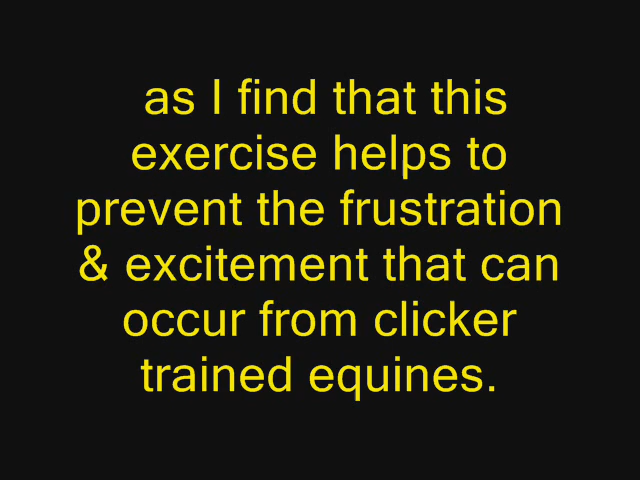 as I find that this
exercise helps to
prevent the frustration
& excitement that can
occur from clicker
trained equines.